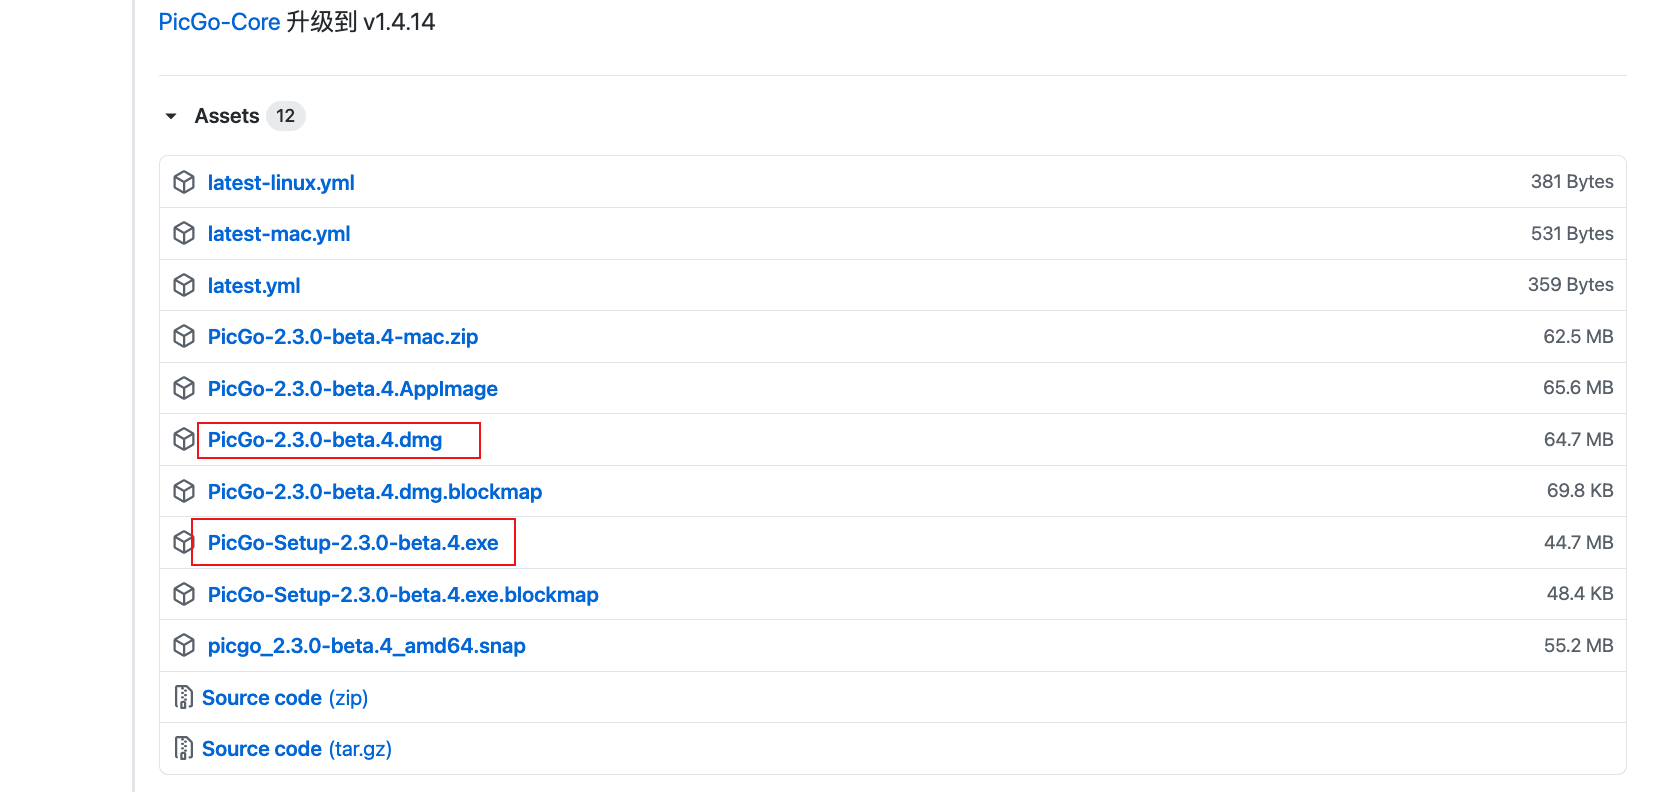 PicGo-Core 升级到 v1.4.14
Assets 12
latest-linux.yml 381 Bytes
latest-mac.yml 531 Bytes
latest.yml 359 Bytes
PicGo-2.3.0-beta.4-mac.zip 62.5 MB
PicGo-2.3.0-beta.4.AppImage 65.6 MB
PicGo-2.3.0-beta.4.dmg 64.7 MB
PicGo-2.3.0-beta.4.dmg.blockmap 69.8 KB
PicGo-Setup-2.3.0-beta.4.exe 44.7 MB
PicGo-Setup-2.3.0-beta.4.exe.blockmap 48.4 KB
picgo_2.3.0-beta.4_amd64.snap 55.2 MB
Source code (zip)
Source code (tar.gz)